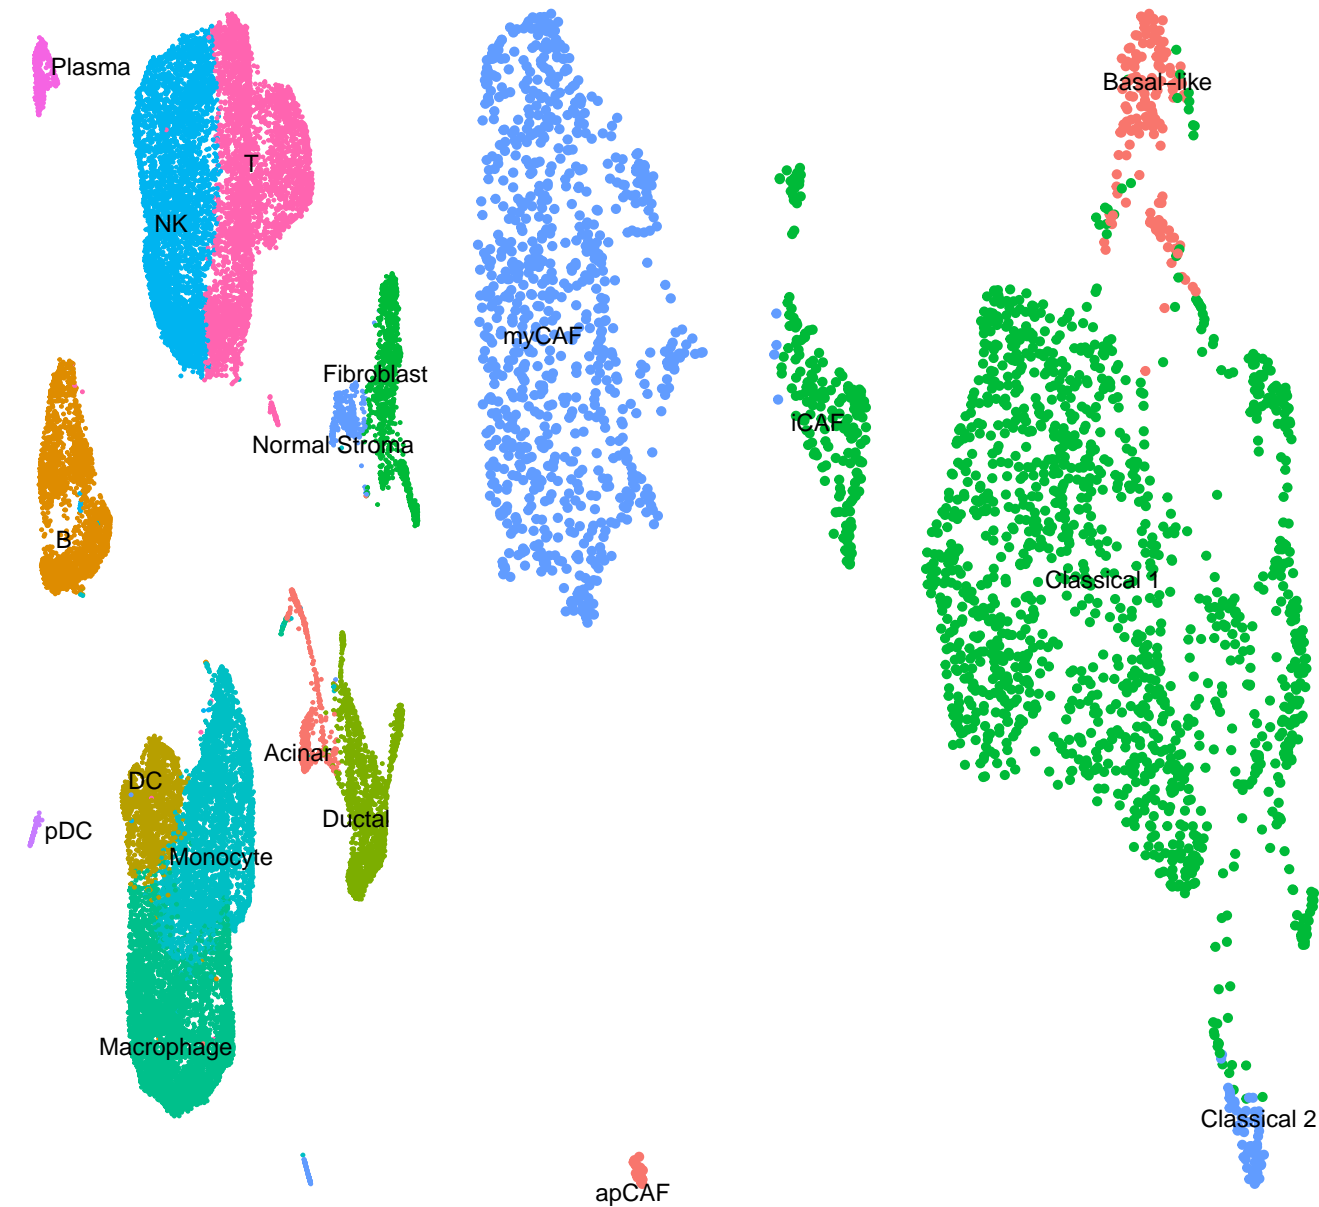 Plasma
Basal–like
T
NK
myCAF
Fibroblast
iCAF
Normal Stroma
B
Classical 1
Acinar
DC
Ductal
pDC
Monocyte
Macrophage
Classical 2
apCAF